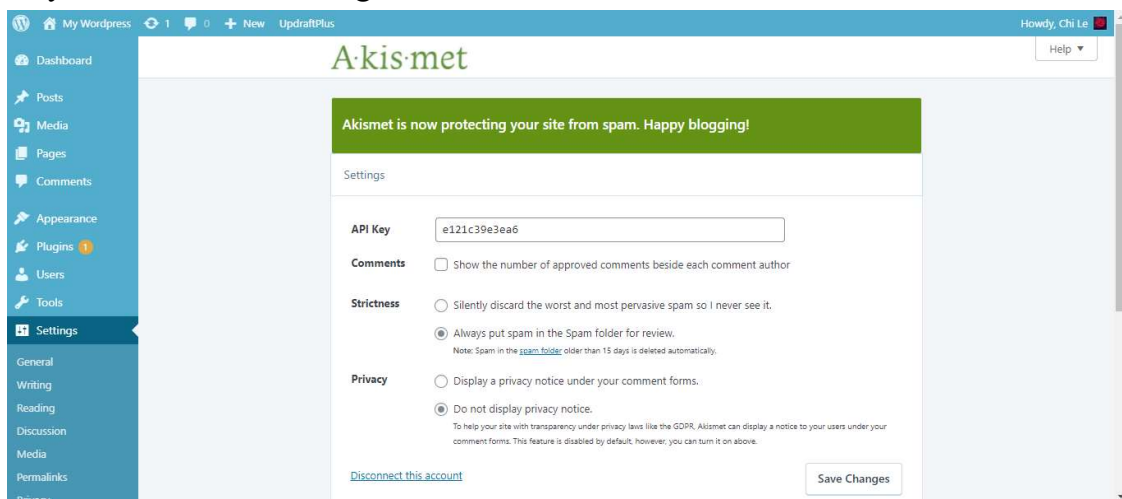 My Wordpress 1 0 + New UpdraftPlus Howdy, Chi Le
Dashboard
Posts
Media
Pages
Comments
Appearance
Plugins 1
Users
Tools
Settings
General
Writing
Reading
Discussion
Media
Permalinks
A·kis·met
Help
Akismet is now protecting your site from spam. Happy blogging!
Settings
API Key e121c39e3ea6
Comments Show the number of approved comments beside each comment author
Strictness Silently discard the worst and most pervasive spam so I never see it.
Always put spam in the Spam folder for review.
Note: Spam in the spam folder older than 15 days is deleted automatically.
Privacy Display a privacy notice under your comment forms.
Do not display privacy notice.
To help your site with transparency under privacy laws like the GDPR, Akismet can display a notice to your users under your
comment forms. This feature is disabled by default, however, you can turn it on above.
Disconnect this account Save Changes